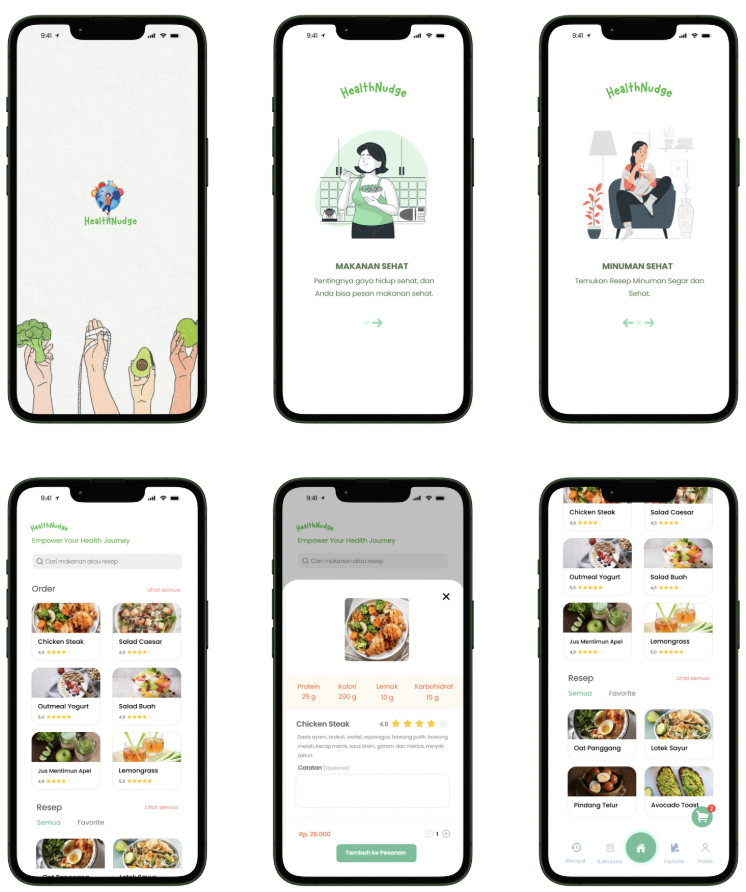 9:41
HealthNudge
9:41
HealthNudge
MAKANAN SEHAT
Pentingnya gaya hidup sehat, dan
Anda bisa pesan makanan sehat.
9:41
HealthNudge
MINUMAN SEHAT
Temukan Resep Minuman Segar dan
Sehat.
9:41
HealthNudge
Empower Your Health Journey
Cari makanan atau resep
Order
Lihat semua
Chicken Steak
4,8
Salad Caesar
4,5
Outmeal Yogurt
5,0
Salad Buah
4,6
Jus Mentimun Apel
4,8
Lemongrass
5,0
Resep
Lihat semua
Semua
Favorite
Oat Panggang
Lotek Sayur
9:41
HealthNudge
Empower Your Health Journey
Cari makanan atau resep
Protein
25 g
Kalori
200 g
Lemak
10 g
Karbohidrat
15 g
Chicken Steak
4,8
Dada ayam, brokoli, wortel, asparagus, bawang putih, bawang
merah, kecap manis, saus tiram, garam, dan merica, minyak
zaitun.
Catatan (Opsional)
Rp. 28.000
1
Tambah ke Pesanan
Chicken Steak
4,8
Salad Caesar
4,5
Outmeal Yogurt
5,0
Salad Buah
4,6
Jus Mentimun Apel
4,8
Lemongrass
5,0
Resep
Lihat semua
Semua
Favorite
Oat Panggang
Lotek Sayur
Pindang Telur
Avocado Toast
2
Riwayat
Kalkulator
Favorite
Profile